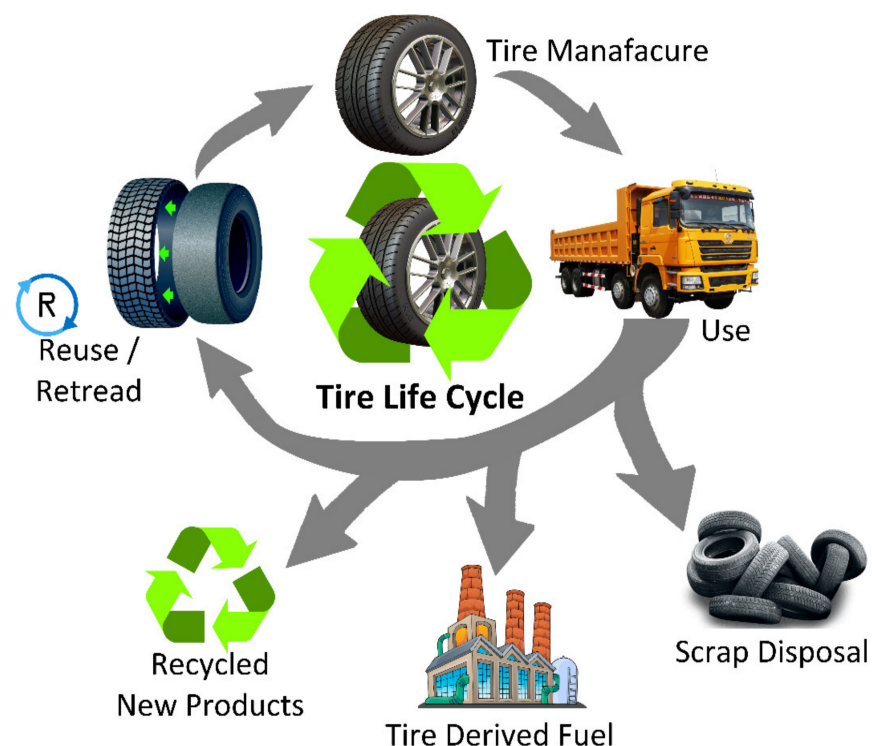 Tire Manafacure
Use
R
Reuse /
Retread
Tire Life Cycle
Scrap Disposal
Recycled
New Products
Tire Derived Fuel